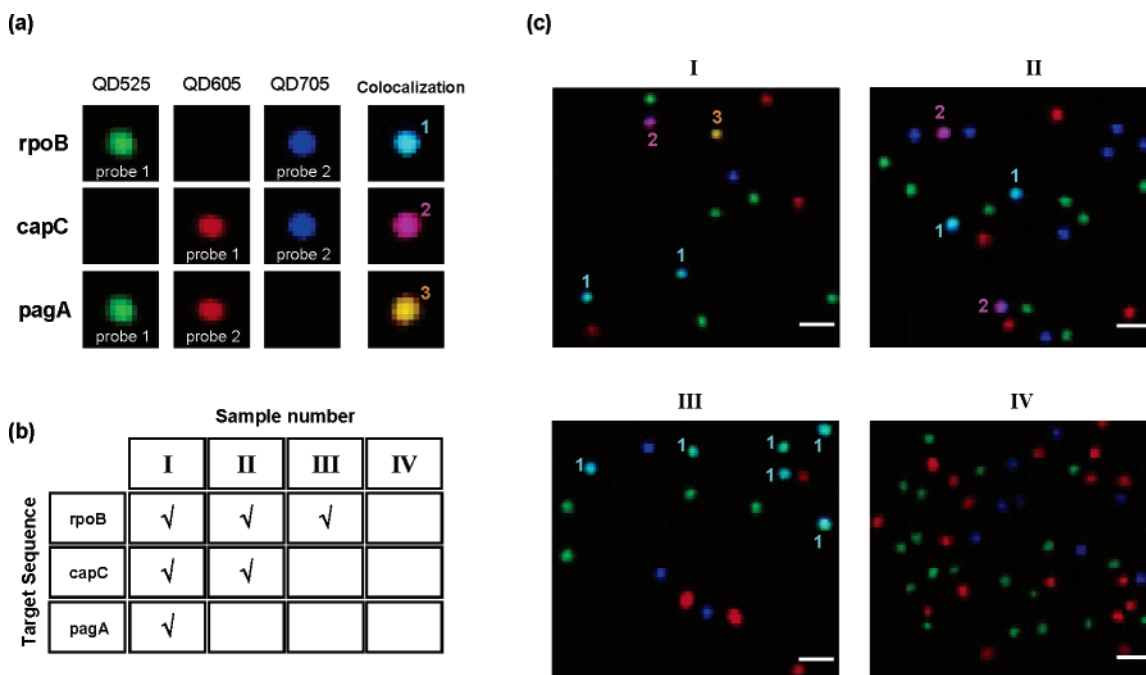 (a)
QD525 QD605 QD705 Colocalization
rpoB probe 1 probe 2 1
capC probe 1 probe 2 2
pagA probe 1 probe 2 3
(b)
Sample number
Target Sequence
I II III IV
rpoB √ √ √
capC √ √
pagA √
(c)
I
2 3
1 1
II
2
1
1
2
III
1 1 1 1
1
1
IV